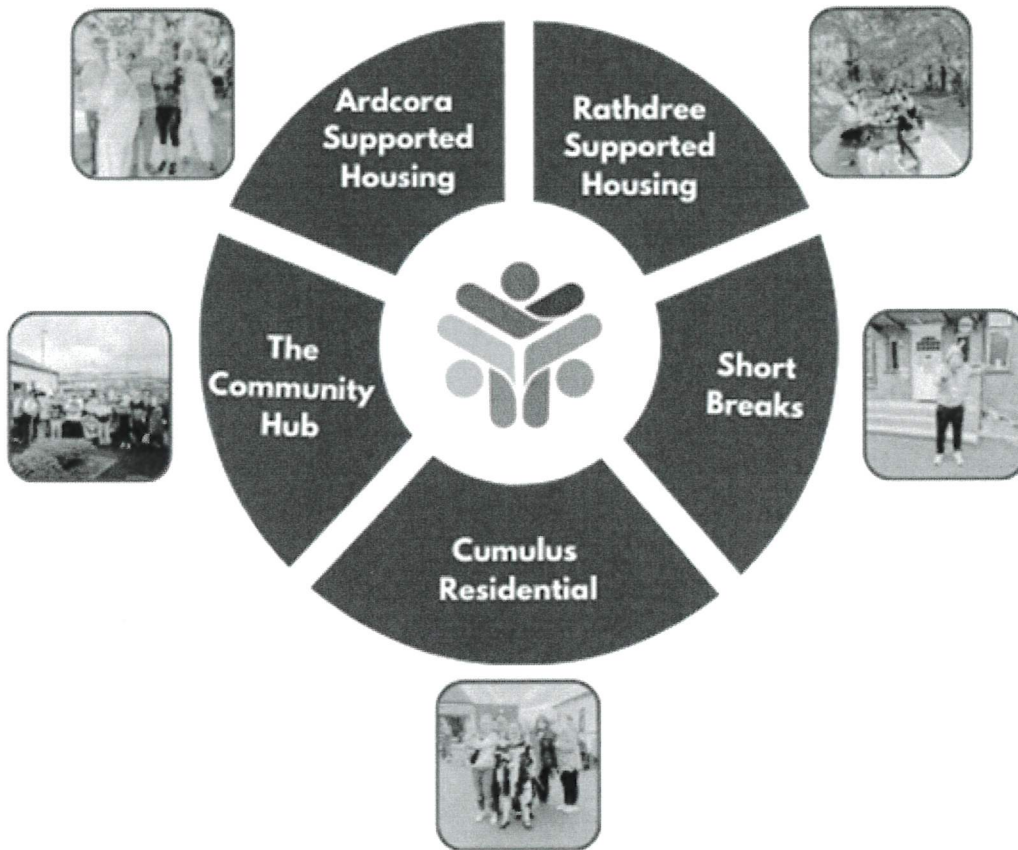 Ardcora
Supported
Housing
Rathdree
Supported
Housing
The
Community
Hub
Short
Breaks
Cumulus
Residential